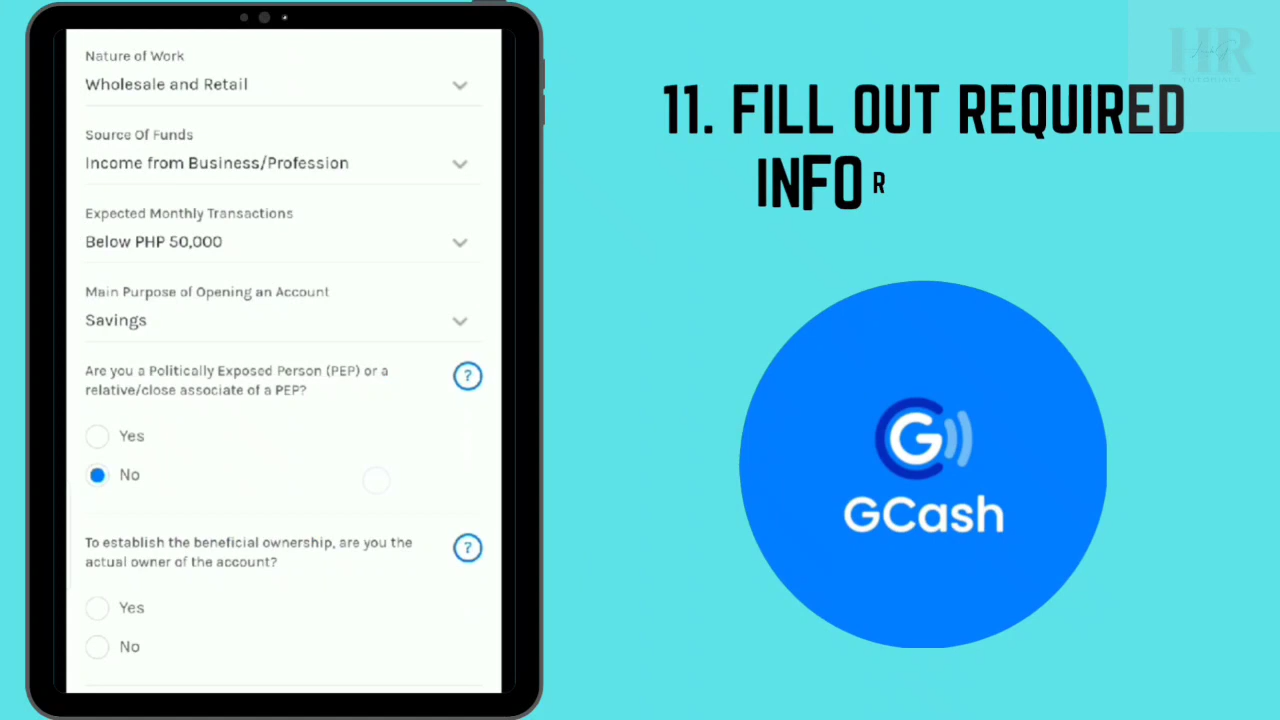 Nature of Work
Wholesale and Retail
Source Of Funds
Income from Business/Profession
Expected Monthly Transactions
Below PHP 50,000
Main Purpose of Opening an Account
Savings
Are you a Politically Exposed Person (PEP) or a
relative/close associate of a PEP?
?
Yes
No
To establish the beneficial ownership, are you the
actual owner of the account?
?
Yes
No
11. FILL OUT REQUIRED
INFOR
G
GCash
HR